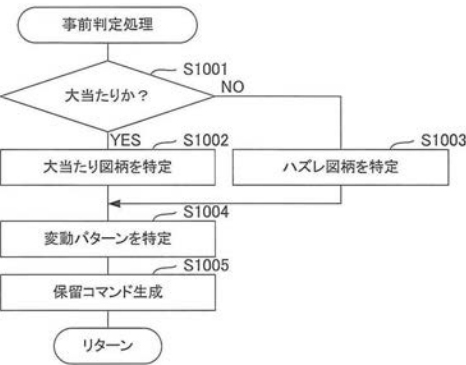 事前判定処理
S1001
大当たりか？
NO
YES
S1002
S1003
大当たり図柄を特定
ハズレ図柄を特定
S1004
変動パターンを特定
S1005
保留コマンド生成
リターン